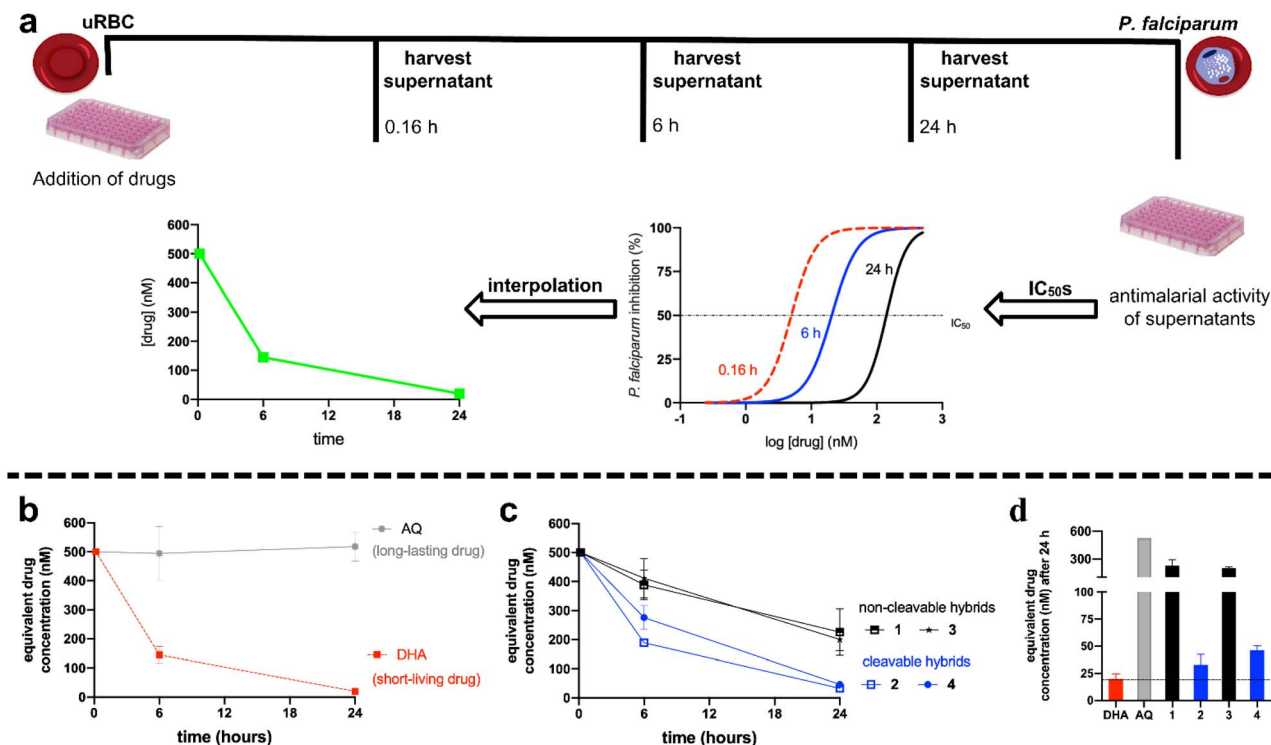 a
uRBC
P. falciparum
harvest
supernatant
0.16 h
harvest
supernatant
6 h
harvest
supernatant
24 h
Addition of drugs
600
500
400
300
200
100
0
[drug] (nM)
0
6
12
18
24
time
interpolation
100
75
50
25
0
P. falciparum inhibition (%)
24 h
6 h
0.16 h
IC50
-1
0
1
2
3
log [drug] (nM)
IC50s
antimalarial activity
of supernatants
b
600
500
400
300
200
100
0
equivalent drug
concentration (nM)
0
6
12
18
24
time (hours)
AQ
(long-lasting drug)
DHA
(short-living drug)
c
600
500
400
300
200
100
0
equivalent drug
concentration (nM)
0
6
12
18
24
time (hours)
non-cleavable hybrids
1 3
cleavable hybrids
2 4
d
600
300
100
75
50
25
0
equivalent drug
concentration (nM) after 24 h
DHA AQ 1 2 3 4